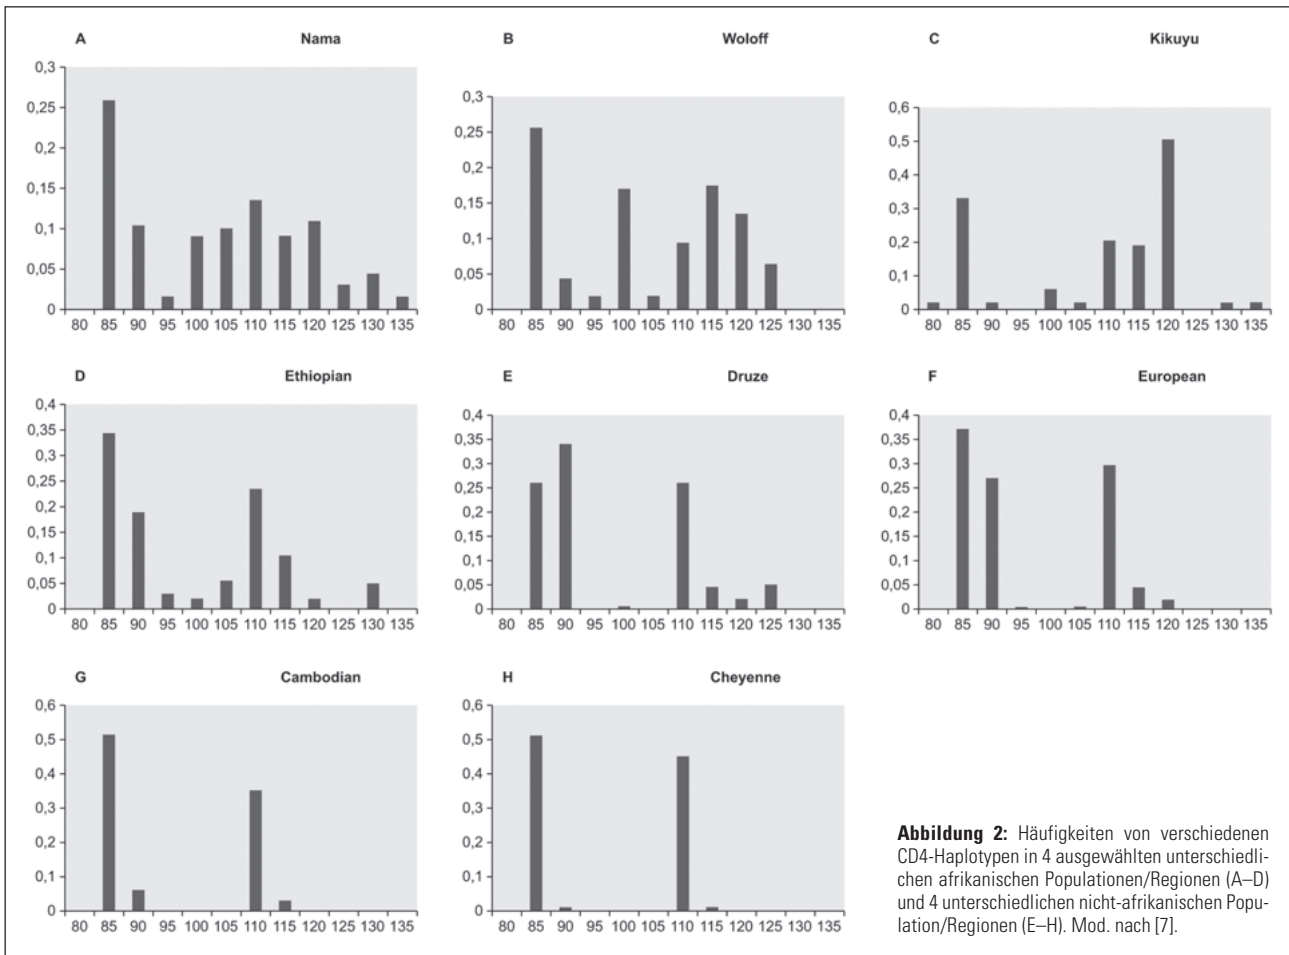 A Nama
0,3
0,25
0,2
0,15
0,1
0,05
0
80 85 90 95 100 105 110 115 120 125 130 135
B Woloff
0,3
0,25
0,2
0,15
0,1
0,05
0
80 85 90 95 100 105 110 115 120 125 130 135
C Kikuyu
0,6
0,5
0,4
0,3
0,2
0,1
0
80 85 90 95 100 105 110 115 120 125 130 135
D Ethiopian
0,4
0,35
0,3
0,25
0,2
0,15
0,1
0,05
0
80 85 90 95 100 105 110 115 120 125 130 135
E Druze
0,4
0,35
0,3
0,25
0,2
0,15
0,1
0,05
0
80 85 90 95 100 105 110 115 120 125 130 135
F European
0,4
0,35
0,3
0,25
0,2
0,15
0,1
0,05
0
80 85 90 95 100 105 110 115 120 125 130 135
G Cambodian
0,6
0,5
0,4
0,3
0,2
0,1
0
80 85 90 95 100 105 110 115 120 125 130 135
H Cheyenne
0,6
0,5
0,4
0,3
0,2
0,1
0
80 85 90 95 100 105 110 115 120 125 130 135
Abbildung 2: Häufigkeiten von verschiedenen
CD4-Haplotypen in 4 ausgewählten unterschiedli-
chen afrikanischen Populationen/Regionen (A–D)
und 4 unterschiedlichen nicht-afrikanischen Popu-
lation/Regionen (E–H). Mod. nach [7].